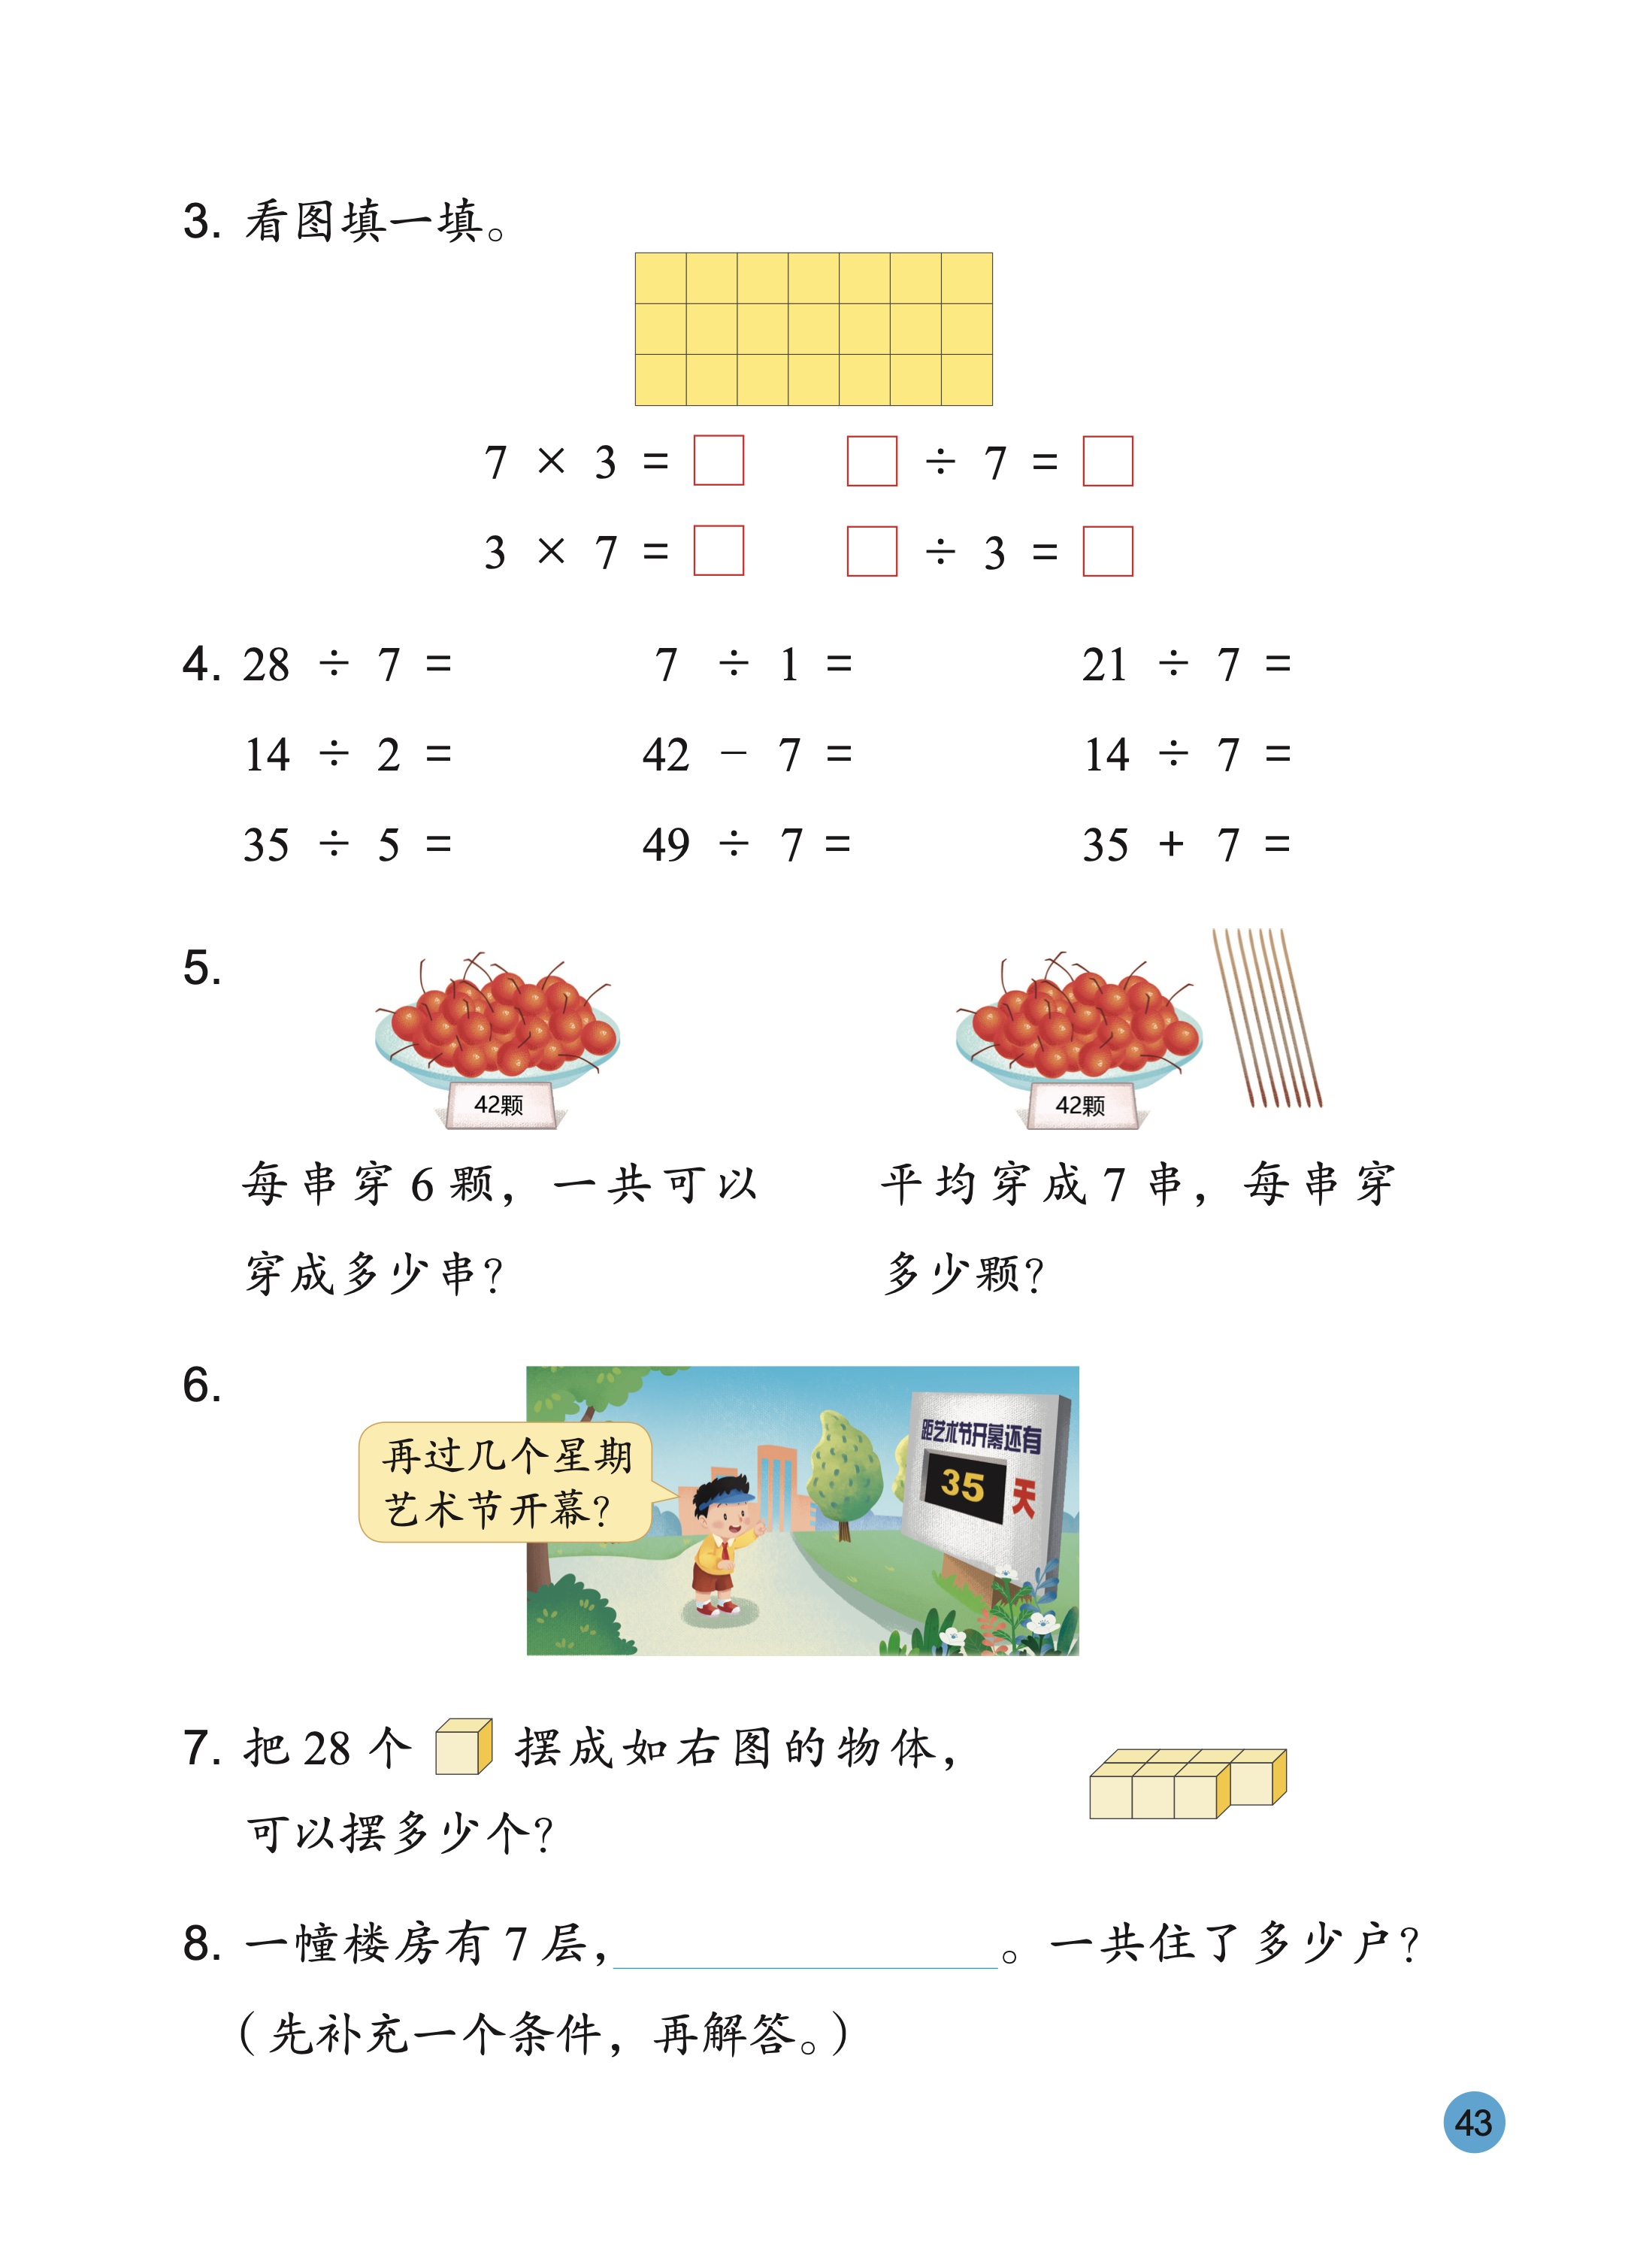 3. 看图填一填。
7 × 3 = □ □ ÷ 7 = □
3 × 7 = □ □ ÷ 3 = □
4. 28 ÷ 7 = 7 ÷ 1 = 21 ÷ 7 =
14 ÷ 2 = 42 − 7 = 14 ÷ 7 =
35 ÷ 5 = 49 ÷ 7 = 35 + 7 =
5.
42颗 42颗
每串穿6颗，一共可以
穿成多少串？
平均穿成7串，每串穿
多少颗？
6.
再过几个星期
艺术节开幕？
距艺术节开幕还有
35 天
7. 把28个 摆成如右图的物体，
可以摆多少个？
8. 一幢楼房有7层，________。一共住了多少户？
（先补充一个条件，再解答。）
43